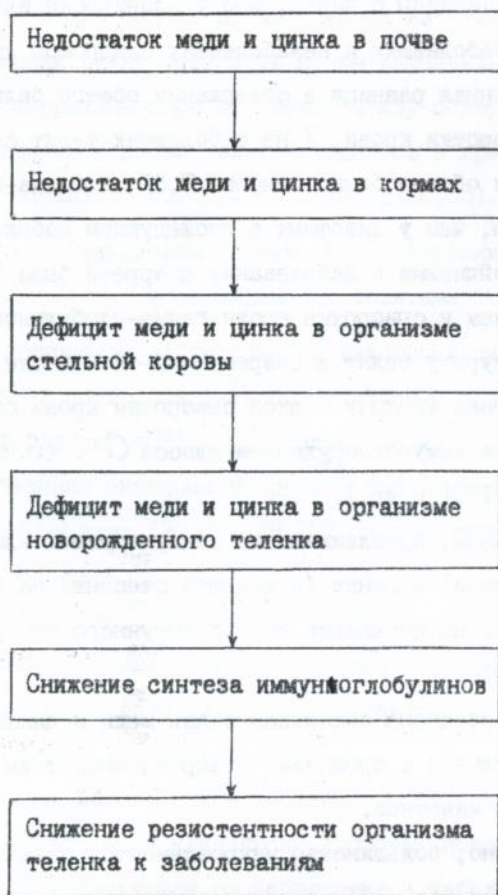 Недостаток меди и цинка в почве
Недостаток меди и цинка в кормах
Дефицит меди и цинка в организме
стельной коровы
Дефицит меди и цинка в организме
новорожденного теленка
Снижение синтеза иммуноглобулинов
Снижение резистентности организма
теленка к заболеваниям